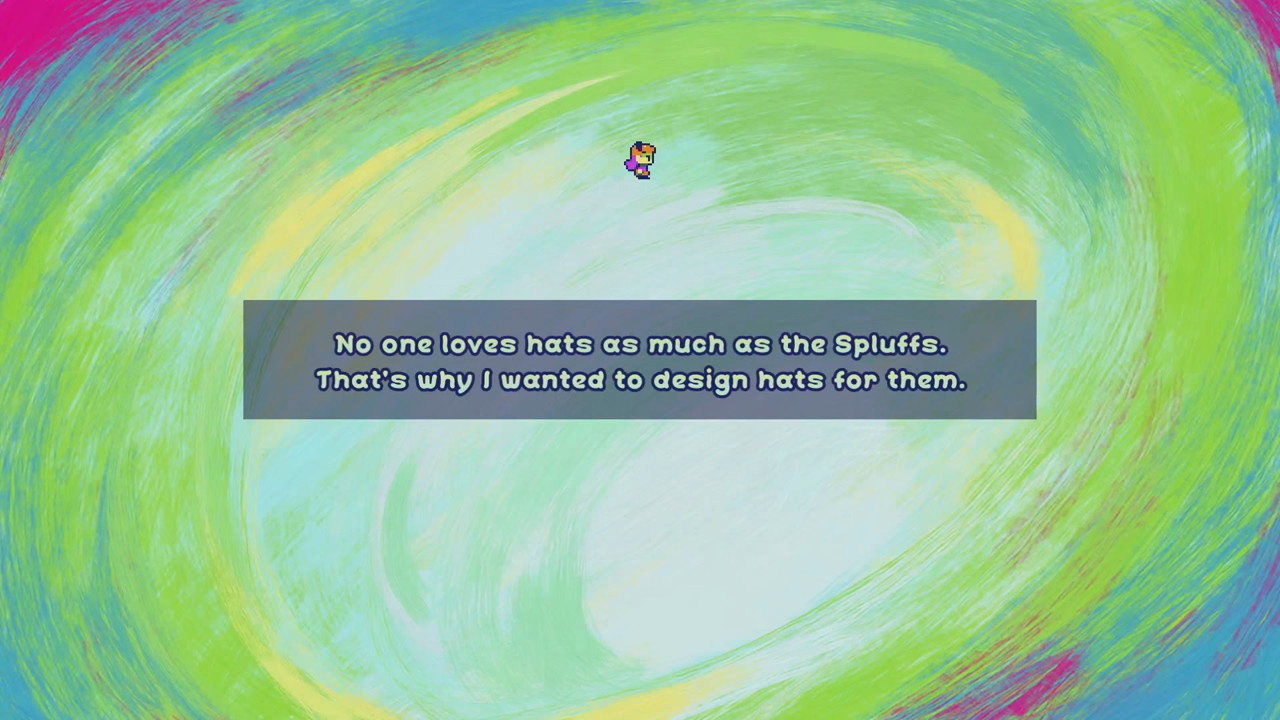 No one loves hats as much as the Spluffs.
That's why I wanted to design hats for them.